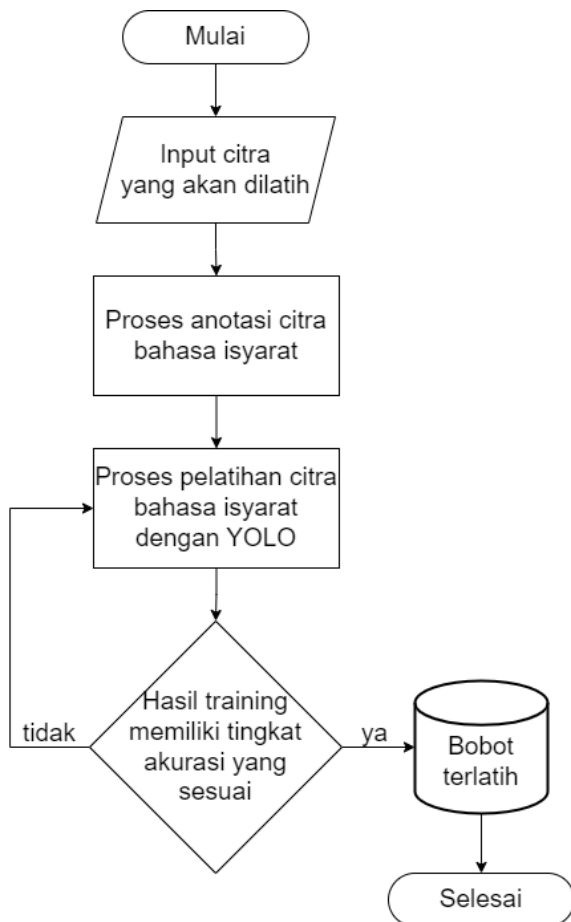 Mulai
Input citra
yang akan dilatih
Proses anotasi citra
bahasa isyarat
Proses pelatihan citra
bahasa isyarat
dengan YOLO
Hasil training
memiliki tingkat
akurasi yang
sesuai
tidak
ya
Bobot
terlatih
Selesai